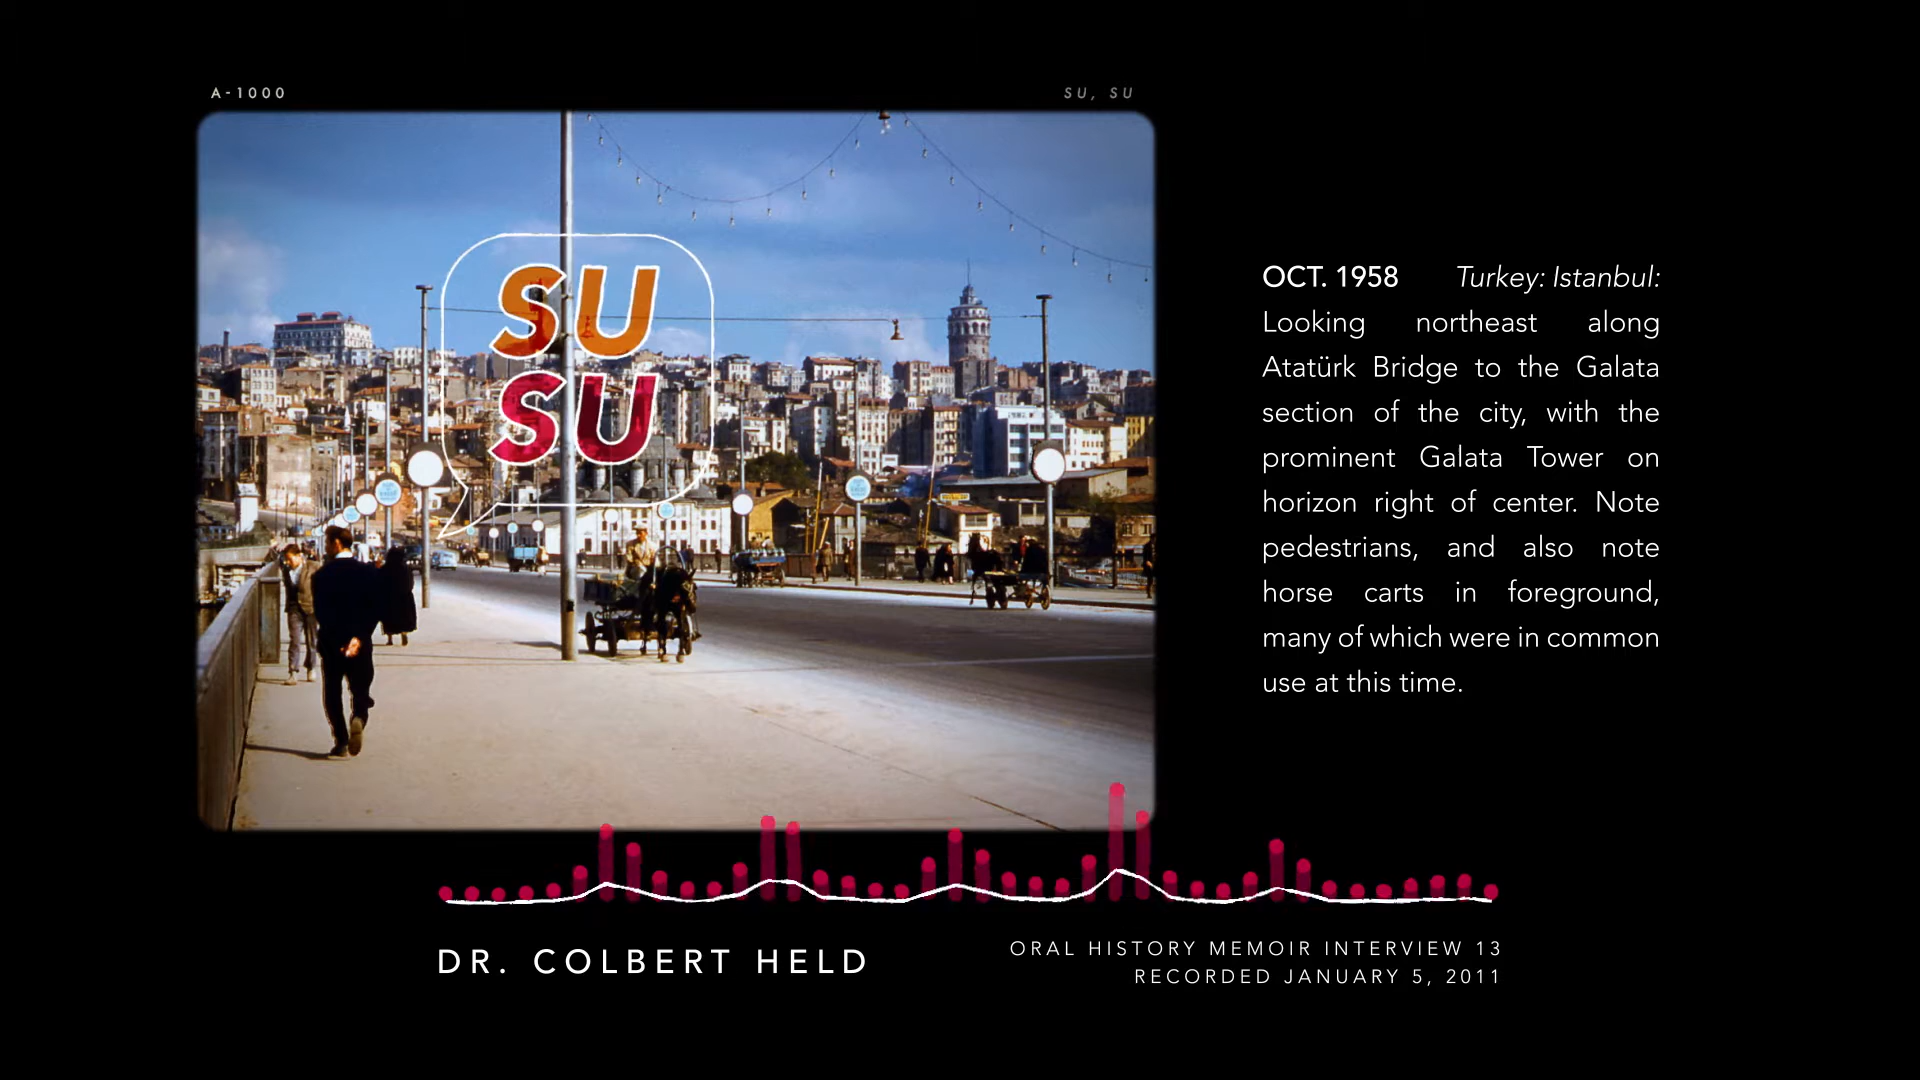 A-1000
SU, SU
SU
SU
OCT. 1958 Turkey: Istanbul:
Looking northeast along
Atatürk Bridge to the Galata
section of the city, with the
prominent Galata Tower on
horizon right of center. Note
pedestrians, and also note
horse carts in foreground,
many of which were in common
use at this time.
DR. COLBERT HELD
ORAL HISTORY MEMOIR INTERVIEW 13
RECORDED JANUARY 5, 2011